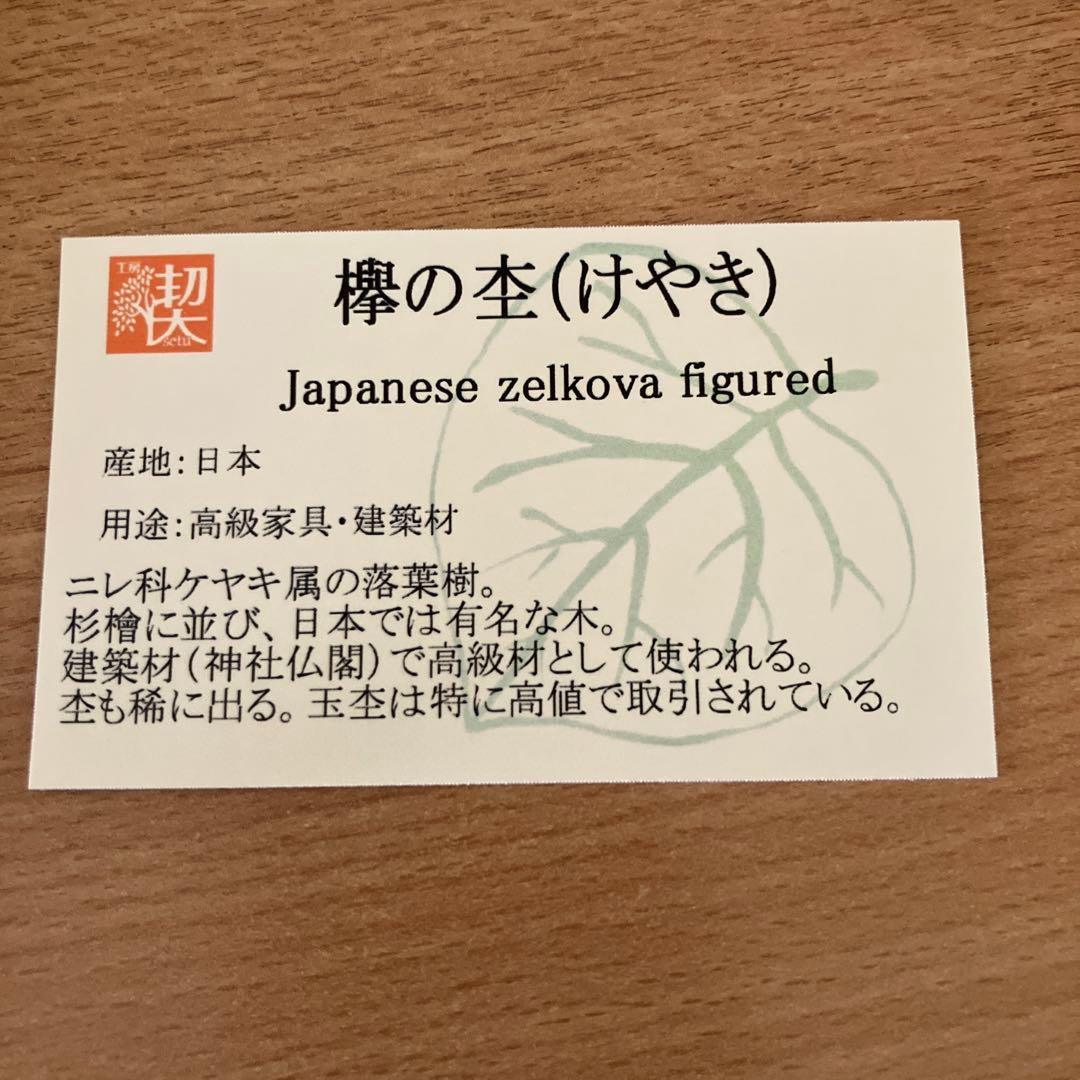 工房
契
setu
欅の杢(けやき)
Japanese zelkova figured
産地:日本
用途:高級家具・建築材
ニレ科ケヤキ属の落葉樹。
杉檜に並び、日本では有名な木。
建築材(神社仏閣)で高級材として使われる。
杢も稀に出る。玉杢は特に高値で取引されている。